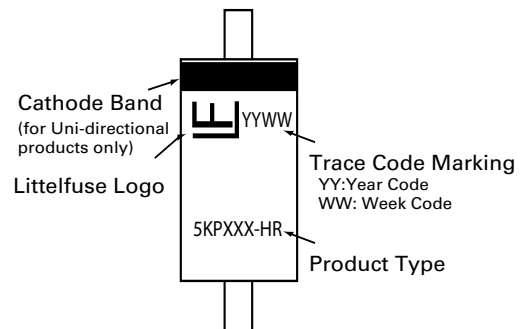 Cathode Band
(for Uni-directional
products only)
Littelfuse Logo
YYWW
Trace Code Marking
YY:Year Code
WW: Week Code
5KPXXX-HR
Product Type